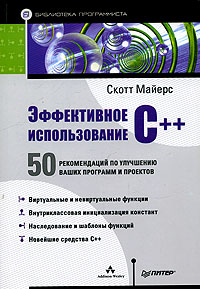 БИБЛИОТЕКА ПРОГРАММИСТА
Скотт Майерс
Эффективное
использование C++
50 РЕКОМЕНДАЦИЙ ПО УЛУЧШЕНИЮ
ВАШИХ ПРОГРАММ И ПРОЕКТОВ
Виртуальные и невиртуальные функции
Внутриклассовая инициализация констант
Наследование и шаблоны функций
Новейшие средства C++
Addison-Wesley
ПИТЕР